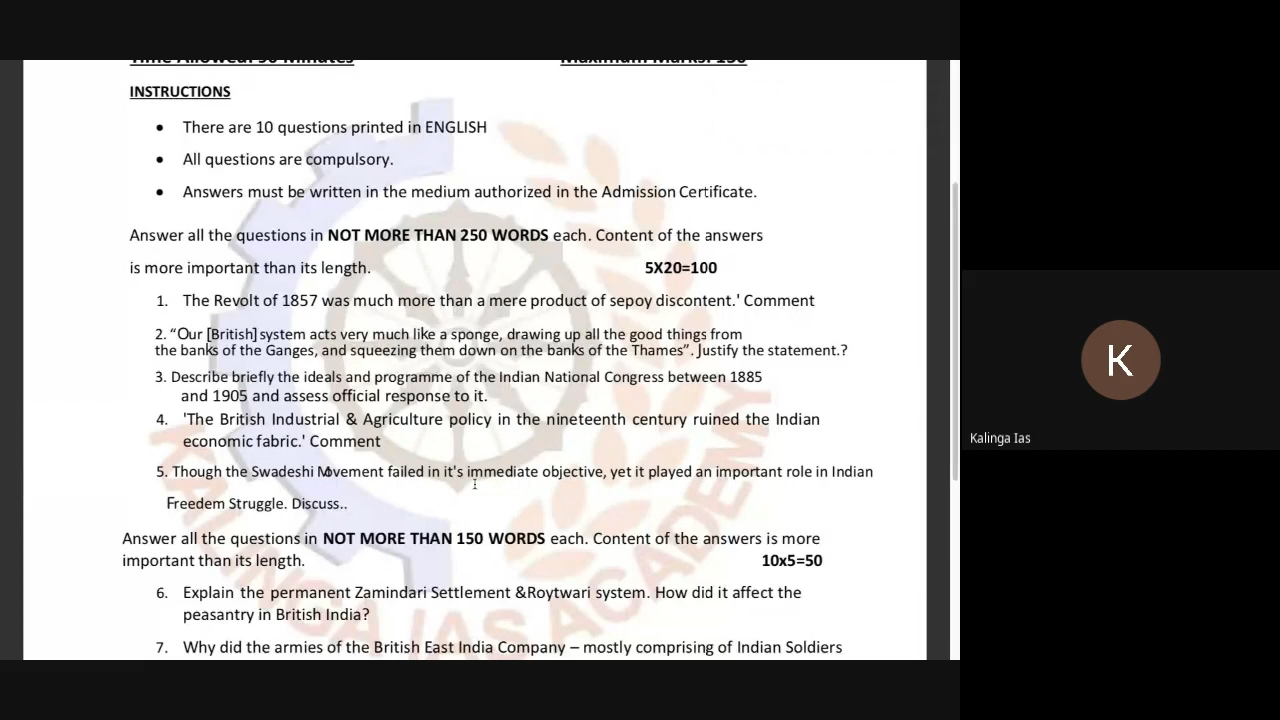 Time Allowed: 90 Minutes Maximum Marks: 150
INSTRUCTIONS
• There are 10 questions printed in ENGLISH
• All questions are compulsory.
• Answers must be written in the medium authorized in the Admission Certificate.
Answer all the questions in NOT MORE THAN 250 WORDS each. Content of the answers
is more important than its length. 5X20=100
1. The Revolt of 1857 was much more than a mere product of sepoy discontent.' Comment
2. “Our [British] system acts very much like a sponge, drawing up all the good things from
the banks of the Ganges, and squeezing them down on the banks of the Thames”. Justify the statement.?
3. Describe briefly the ideals and programme of the Indian National Congress between 1885
and 1905 and assess official response to it.
4. 'The British Industrial & Agriculture policy in the nineteenth century ruined the Indian
economic fabric.' Comment
5. Though the Swadeshi Movement failed in it's immediate objective, yet it played an important role in Indian
Freedem Struggle. Discuss..
Answer all the questions in NOT MORE THAN 150 WORDS each. Content of the answers is more
important than its length. 10x5=50
6. Explain the permanent Zamindari Settlement &Roytwari system. How did it affect the
peasantry in British India?
7. Why did the armies of the British East India Company – mostly comprising of Indian Soldiers
KALINGA IAS ACADEMY
K
Kalinga Ias